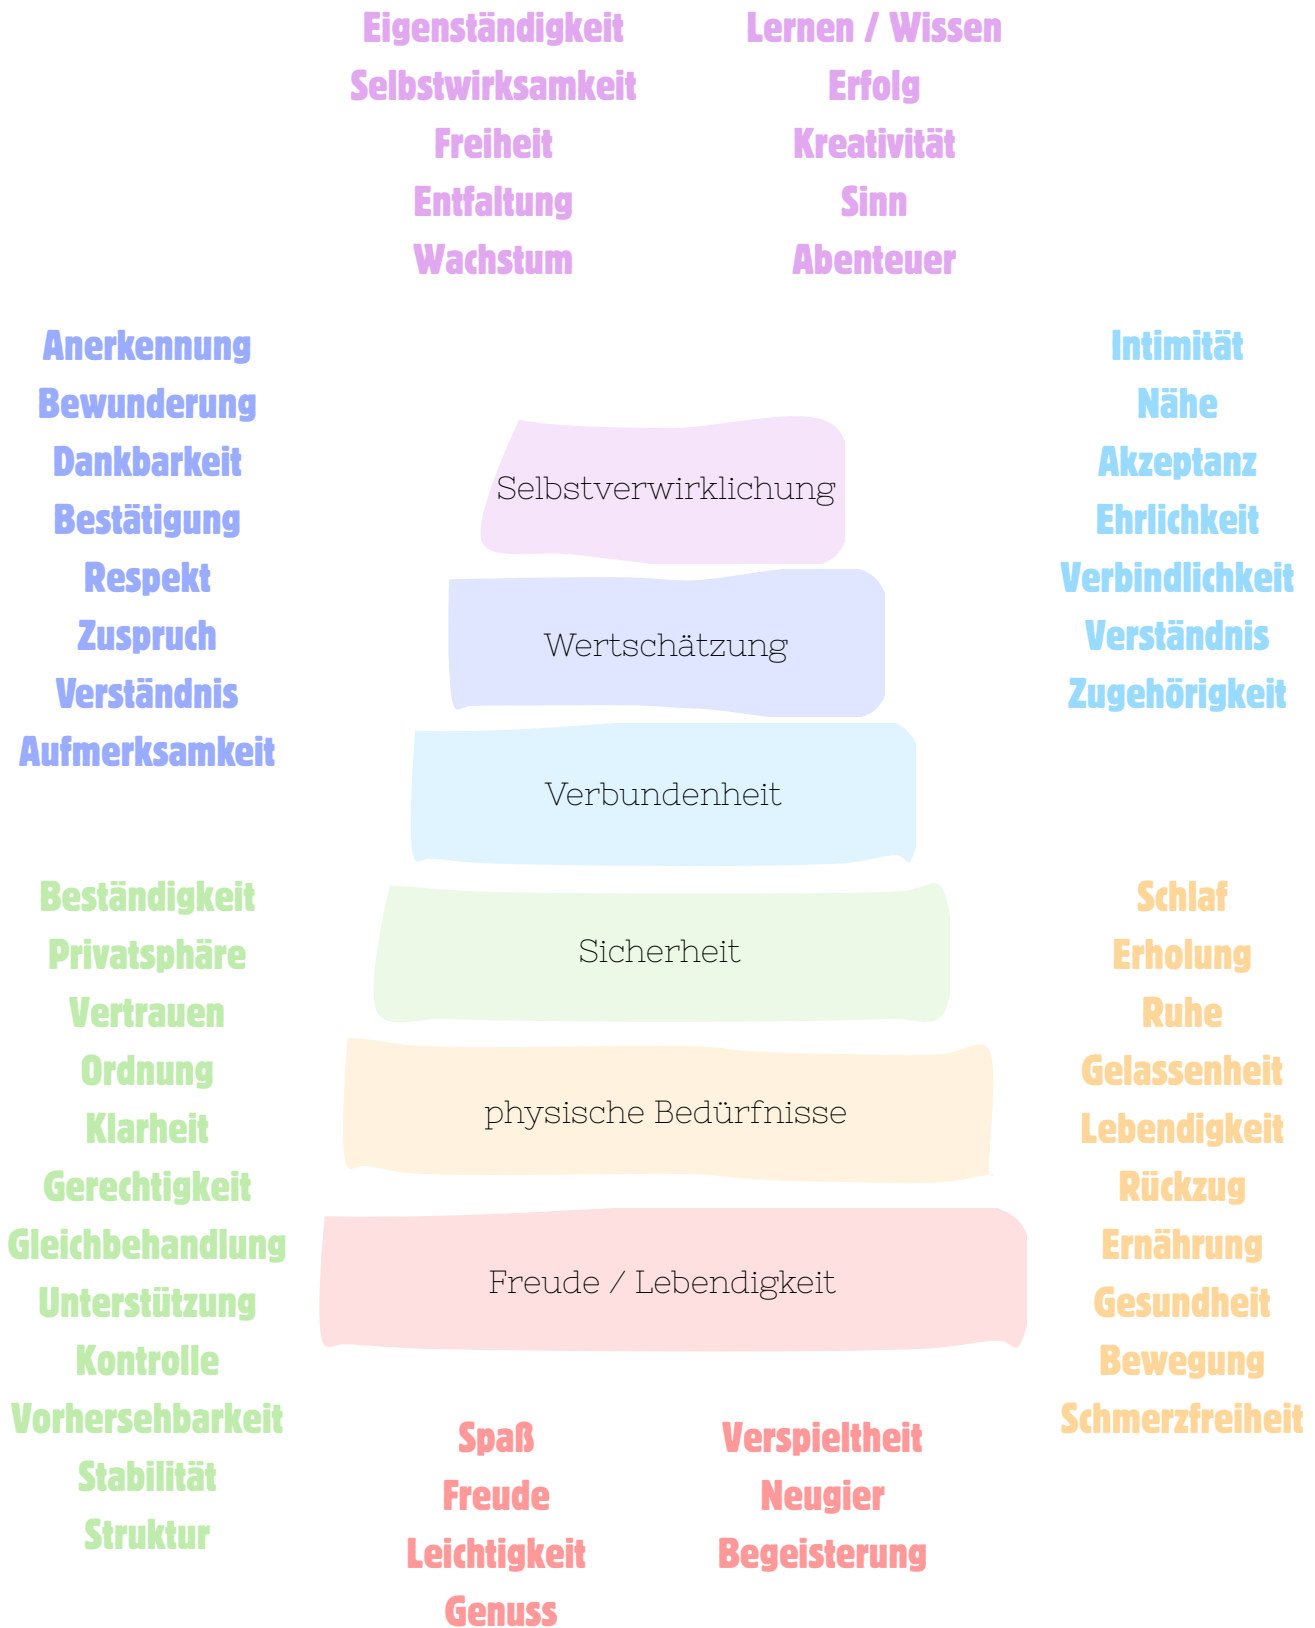 Eigenständigkeit
Selbstwirksamkeit
Freiheit
Entfaltung
Wachstum
Lernen / Wissen
Erfolg
Kreativität
Sinn
Abenteuer
Anerkennung
Bewunderung
Dankbarkeit
Bestätigung
Respekt
Zuspruch
Verständnis
Aufmerksamkeit
Intimität
Nähe
Akzeptanz
Ehrlichkeit
Verbindlichkeit
Verständnis
Zugehörigkeit
Selbstverwirklichung
Wertschätzung
Verbundenheit
Sicherheit
physische Bedürfnisse
Freude / Lebendigkeit
Beständigkeit
Privatsphäre
Vertrauen
Ordnung
Klarheit
Gerechtigkeit
Gleichbehandlung
Unterstützung
Kontrolle
Vorhersehbarkeit
Stabilität
Struktur
Schlaf
Erholung
Ruhe
Gelassenheit
Lebendigkeit
Rückzug
Ernährung
Gesundheit
Bewegung
Schmerzfreiheit
Spaß
Freude
Leichtigkeit
Genuss
Verspieltheit
Neugier
Begeisterung